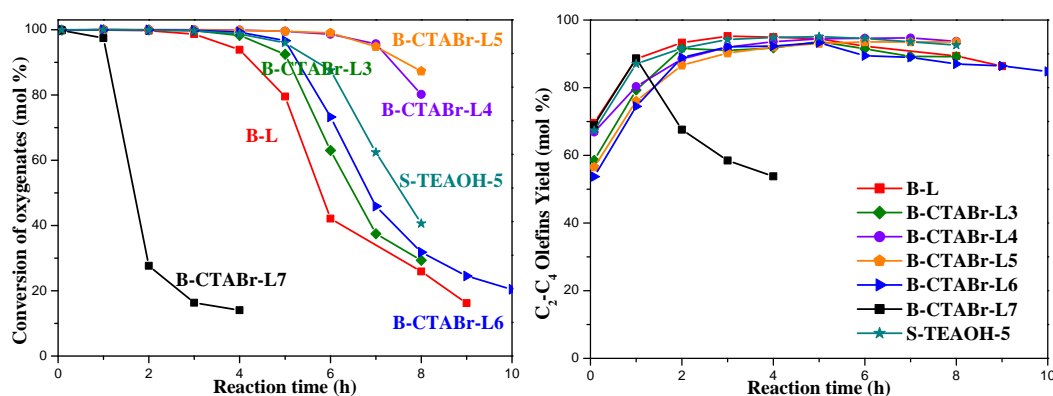 Conversion of oxygenates (mol %)
100
80
60
40
20
0
0 2 4 6 8 10
Reaction time (h)
B-CTABr-L5
B-CTABr-L3
B-CTABr-L4
B-L
S-TEAOH-5
B-CTABr-L7
B-CTABr-L6
C2-C4 Olefins Yield (mol %)
100
80
60
40
20
0
0 2 4 6 8 10
Reaction time (h)
B-L
B-CTABr-L3
B-CTABr-L4
B-CTABr-L5
B-CTABr-L6
B-CTABr-L7
S-TEAOH-5